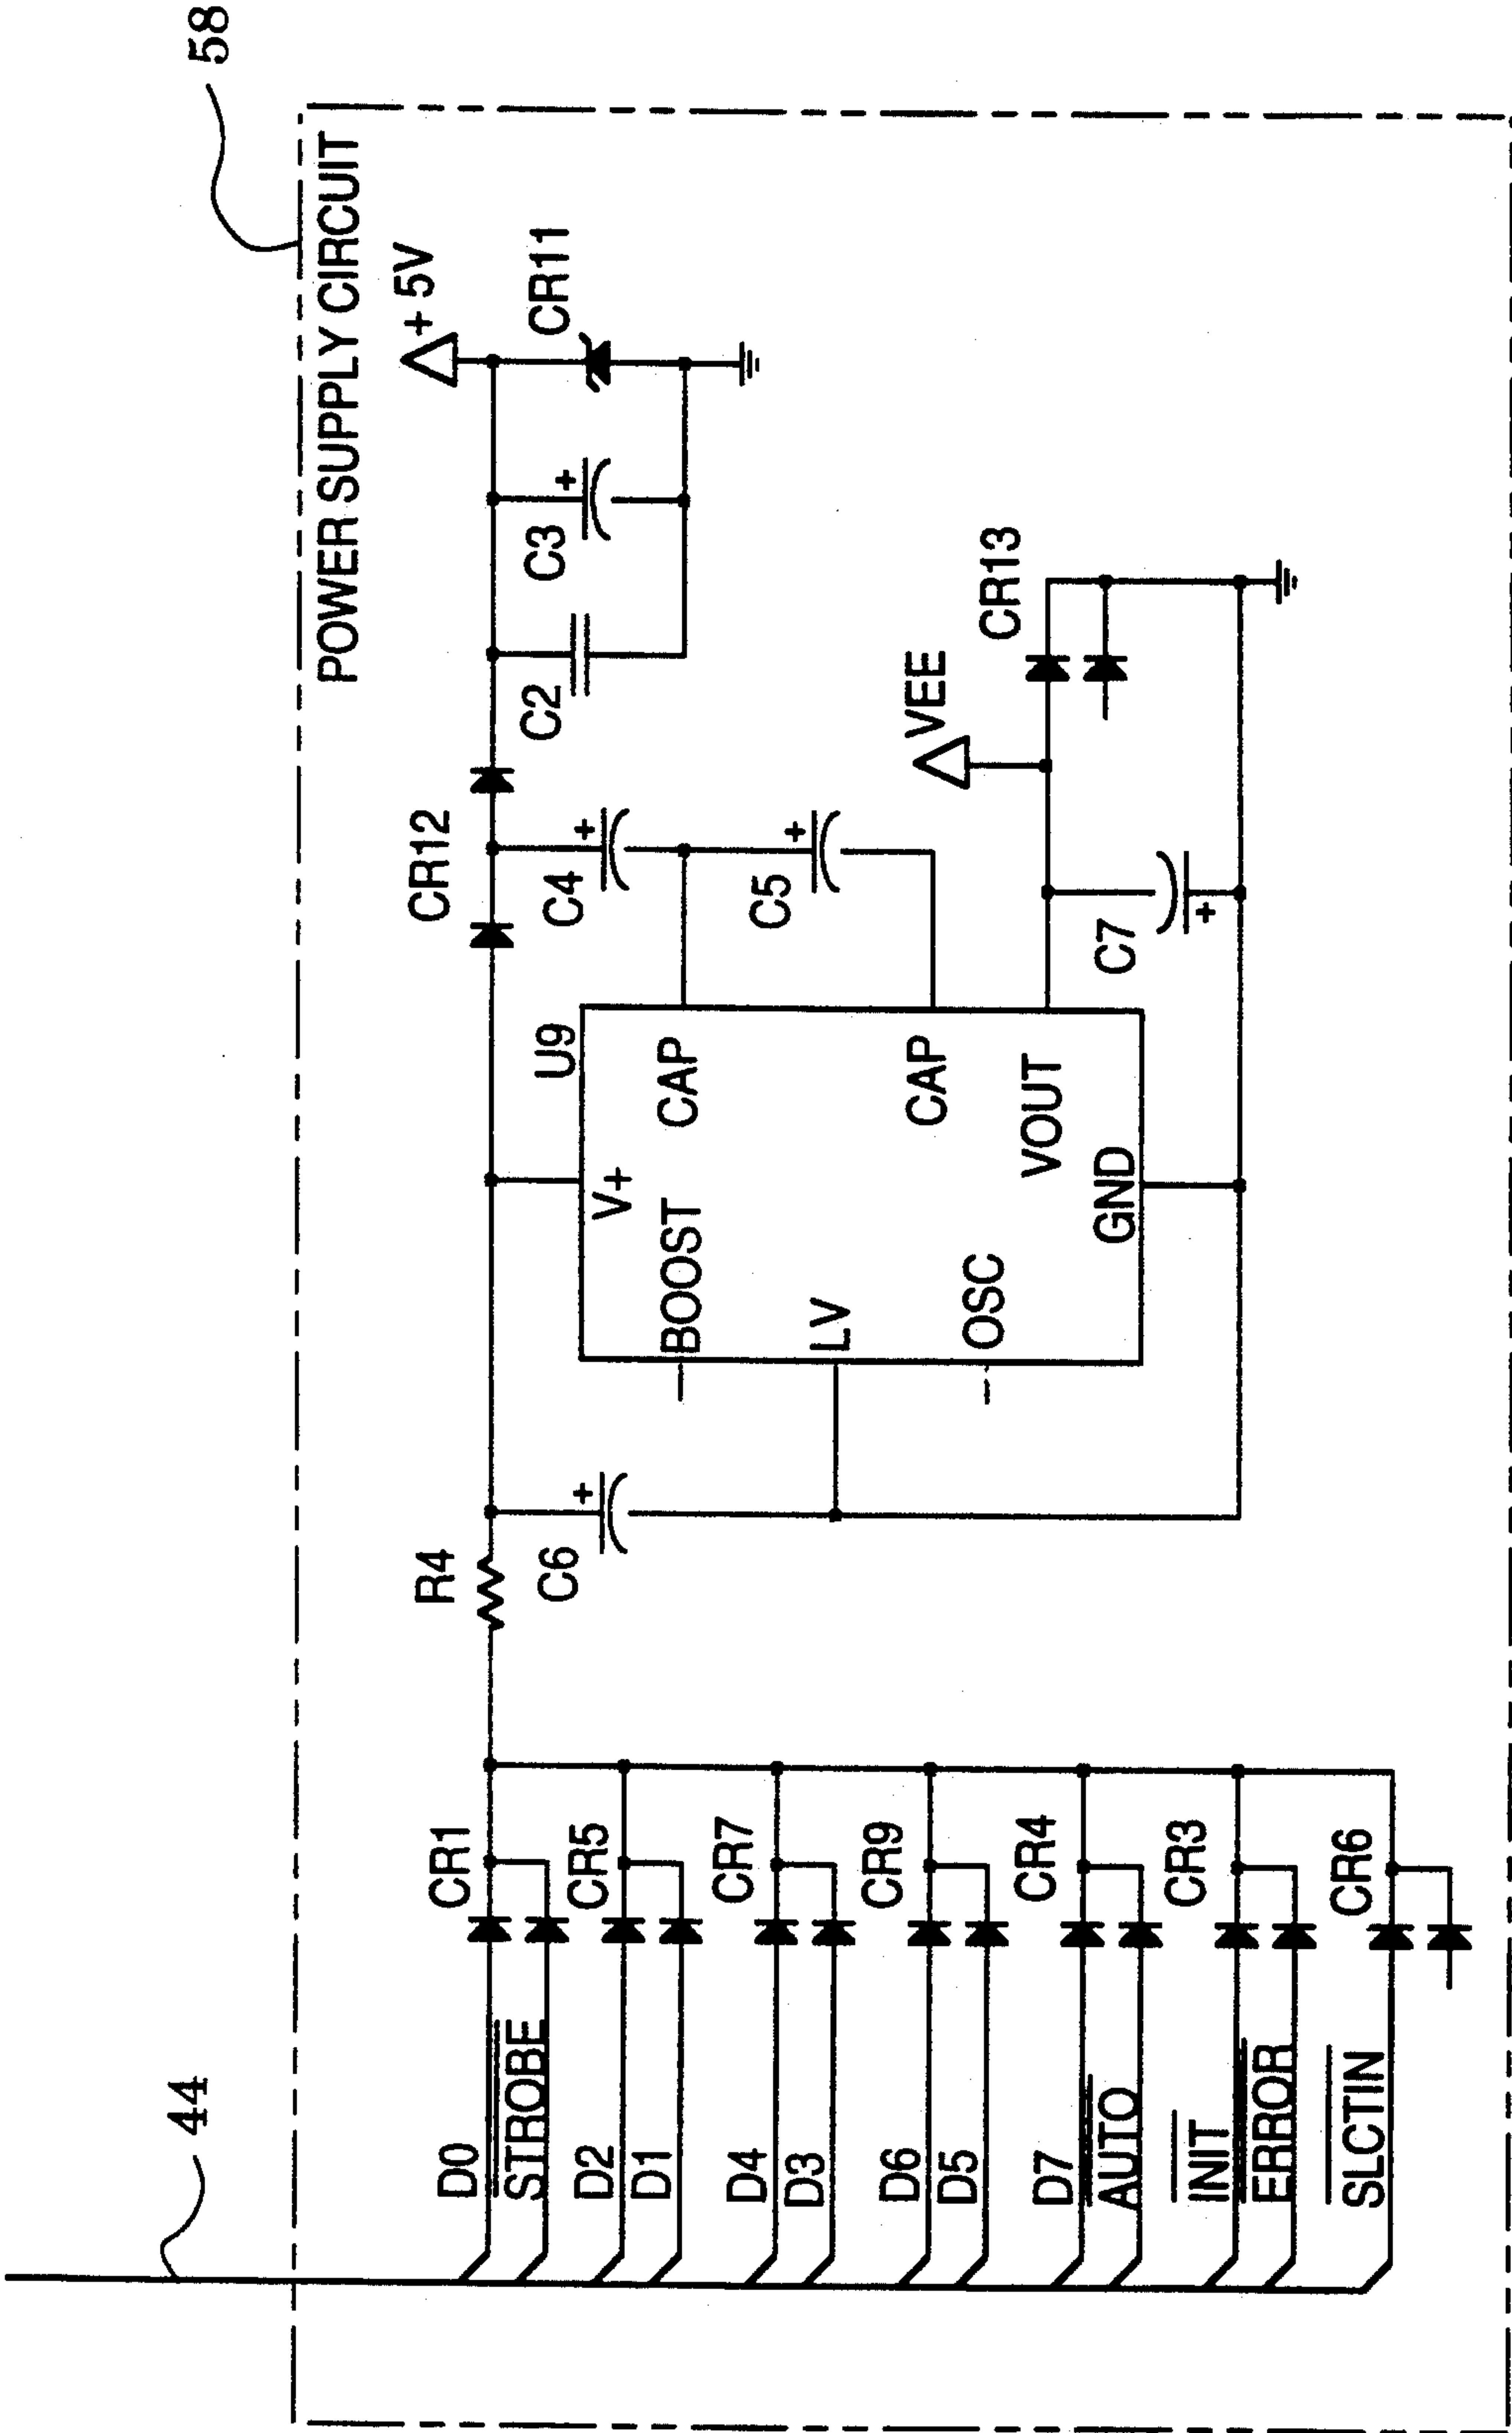 58
POWER SUPPLY CIRCUIT
+ 5V
CR11
C3
+
C2
CR12
C4
+
C5
+
CR13
VEE
C7
+
U9
V+
CAP
BOOST
LV
CAP
OSC
VOUT
GND
R4
C6
+
44
CR1
D0
STROBE
CR5
D2
D1
CR7
D4
D3
CR9
D6
D5
CR4
D7
AUTO
CR3
INIT
ERROR
CR6
SLCTIN